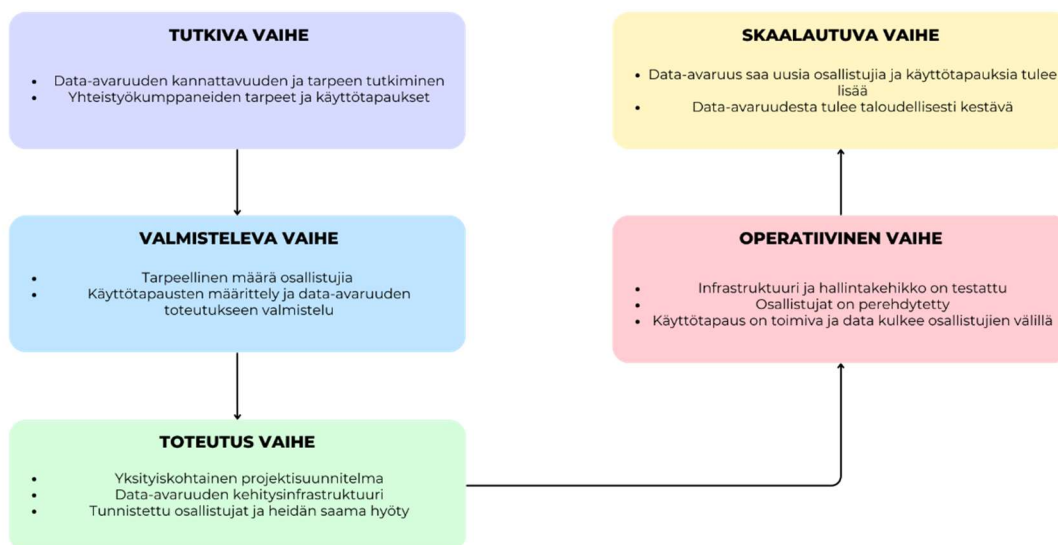 TUTKIVA VAIHE
• Data-avaruuden kannattavuuden ja tarpeen tutkiminen
• Yhteistyökumppaneiden tarpeet ja käyttötapaukset
VALMISTELEVA VAIHE
• Tarpeellinen määrä osallistujia
• Käyttötapausten määrittely ja data-avaruuden
toteutukseen valmistelu
TOTEUTUS VAIHE
• Yksityiskohtainen projektisuunnitelma
• Data-avaruuden kehitysinfrastruktuuri
• Tunnistettu osallistujat ja heidän saama hyöty
OPERATIIVINEN VAIHE
• Infrastruktuuri ja hallintakehikko on testattu
• Osallistujat on perehdytetty
• Käyttötapaus on toimiva ja data kulkee osallistujien välillä
SKAALAUTUVA VAIHE
• Data-avaruus saa uusia osallistujia ja käyttötapauksia tulee
lisää
• Data-avaruudesta tulee taloudellisesti kestävä